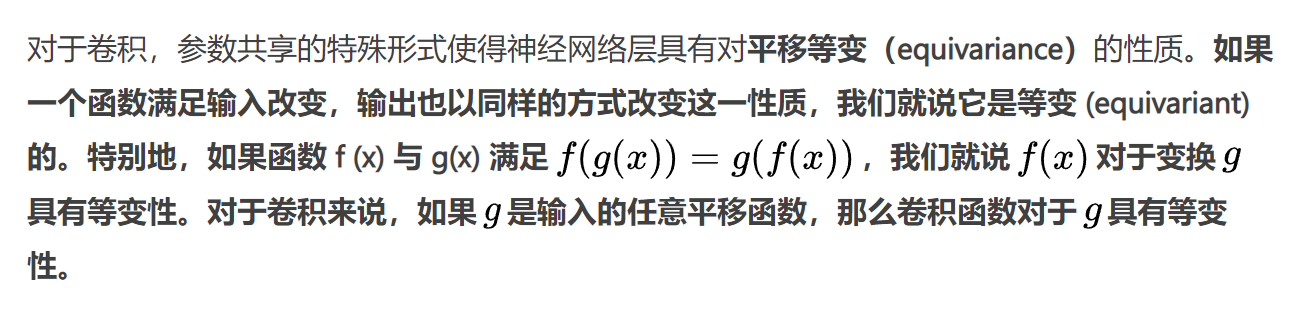 对于卷积，参数共享的特殊形式使得神经网络层具有对平移等变（equivariance）的性质。如果
一个函数满足输入改变，输出也以同样的方式改变这一性质，我们就说它是等变 (equivariant)
的。特别地，如果函数 f (x) 与 g(x) 满足 f(g(x)) = g(f(x))，我们就说 f(x) 对于变换 g
具有等变性。对于卷积来说，如果 g 是输入的任意平移函数，那么卷积函数对于 g 具有等变
性。